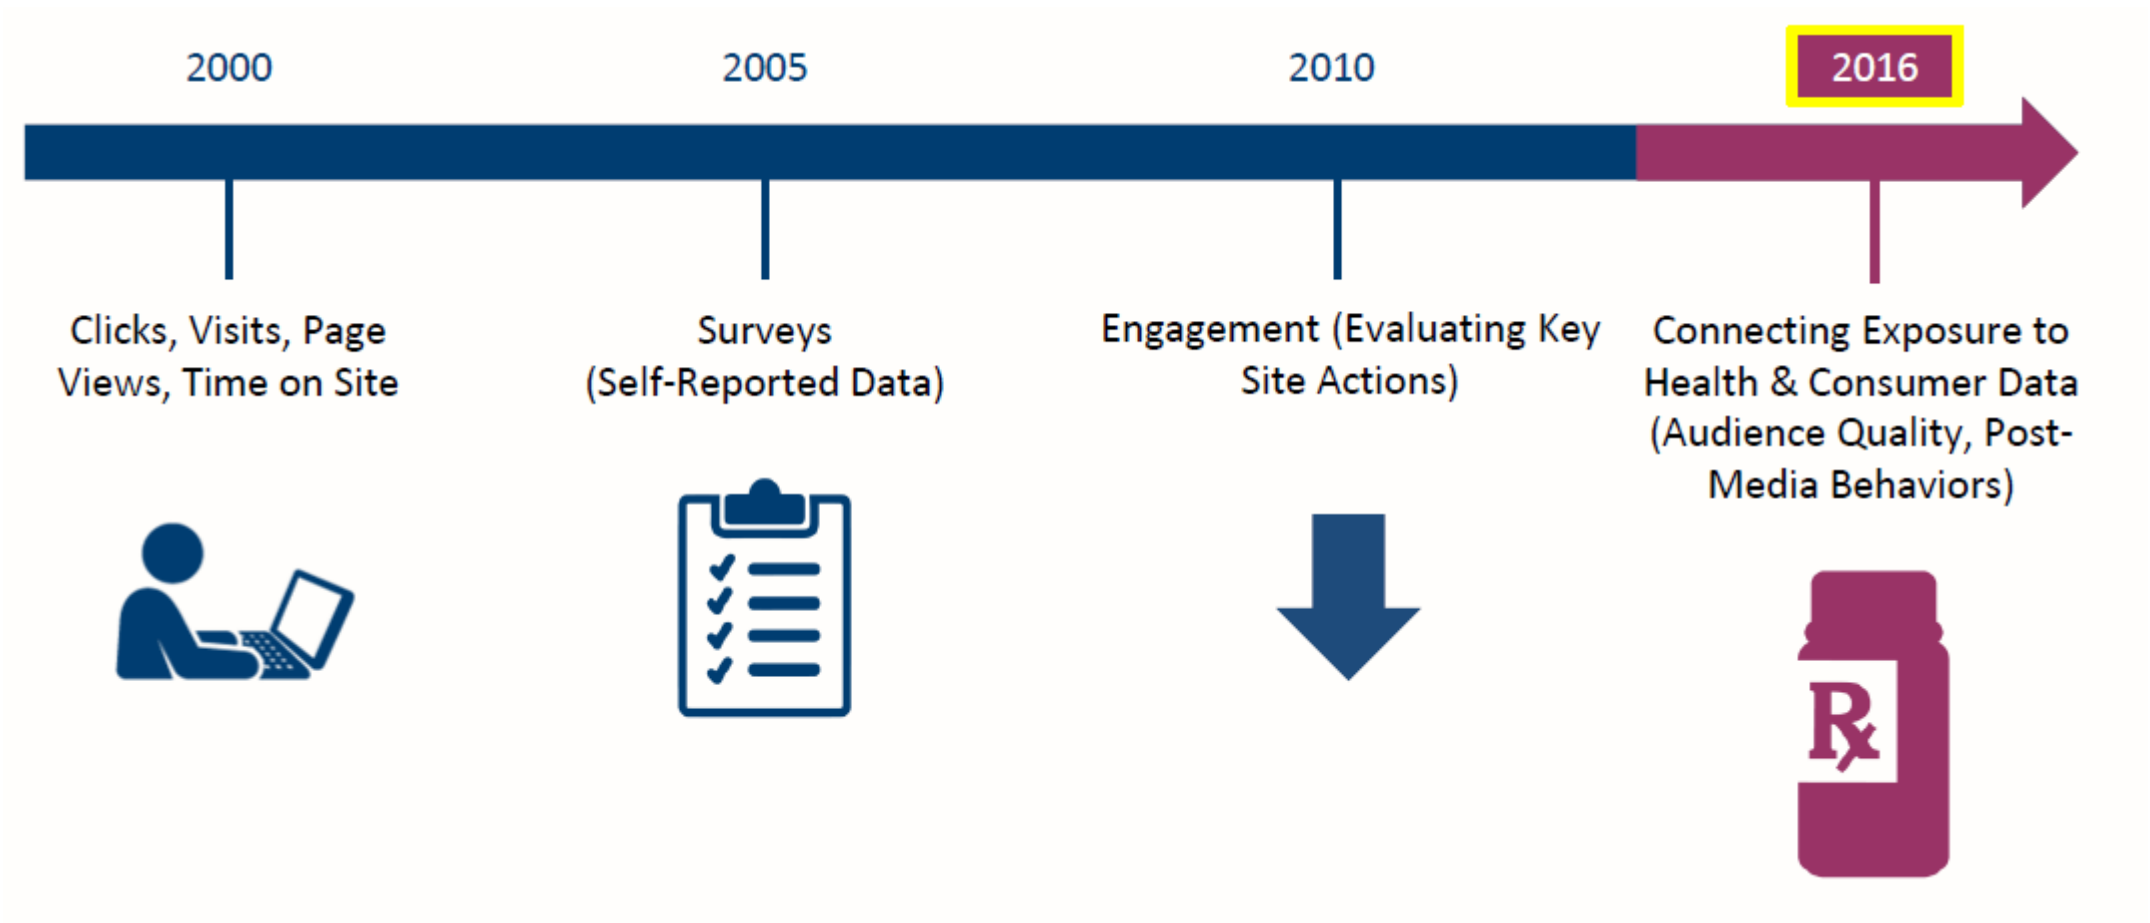 2000
2005
2010
2016
Clicks, Visits, Page
Views, Time on Site
Surveys
(Self-Reported Data)
Engagement (Evaluating Key
Site Actions)
Connecting Exposure to
Health & Consumer Data
(Audience Quality, Post-
Media Behaviors)
℞